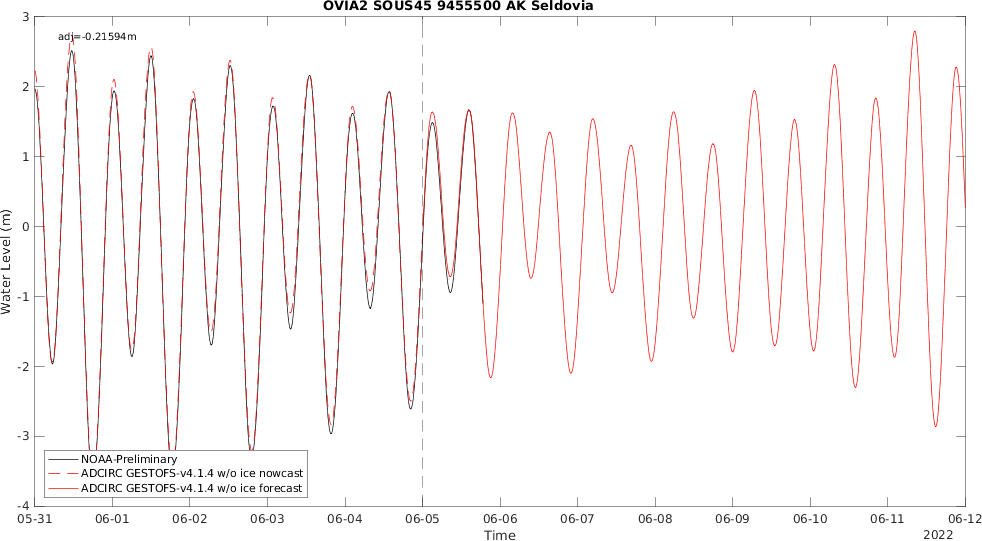 OVIA2 SOUS45 9455500 AK Seldovia
adj=-0.21594m
3
2
1
0
-1
-2
-3
-4
Water Level (m)
NOAA-Preliminary
ADCIRC GESTOFS-v4.1.4 w/o ice nowcast
ADCIRC GESTOFS-v4.1.4 w/o ice forecast
05-31 06-01 06-02 06-03 06-04 06-05 06-06 06-07 06-08 06-09 06-10 06-11 06-12
Time
2022